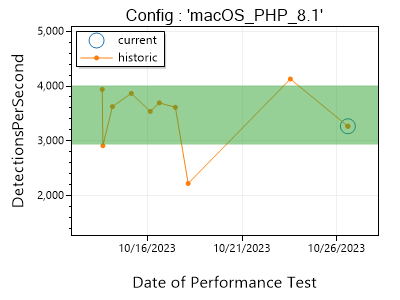 Config : 'macOS_PHP_8.1'
current
historic
DetectionsPerSecond
5,000
4,000
3,000
2,000
10/16/2023
10/21/2023
10/26/2023
Date of Performance Test